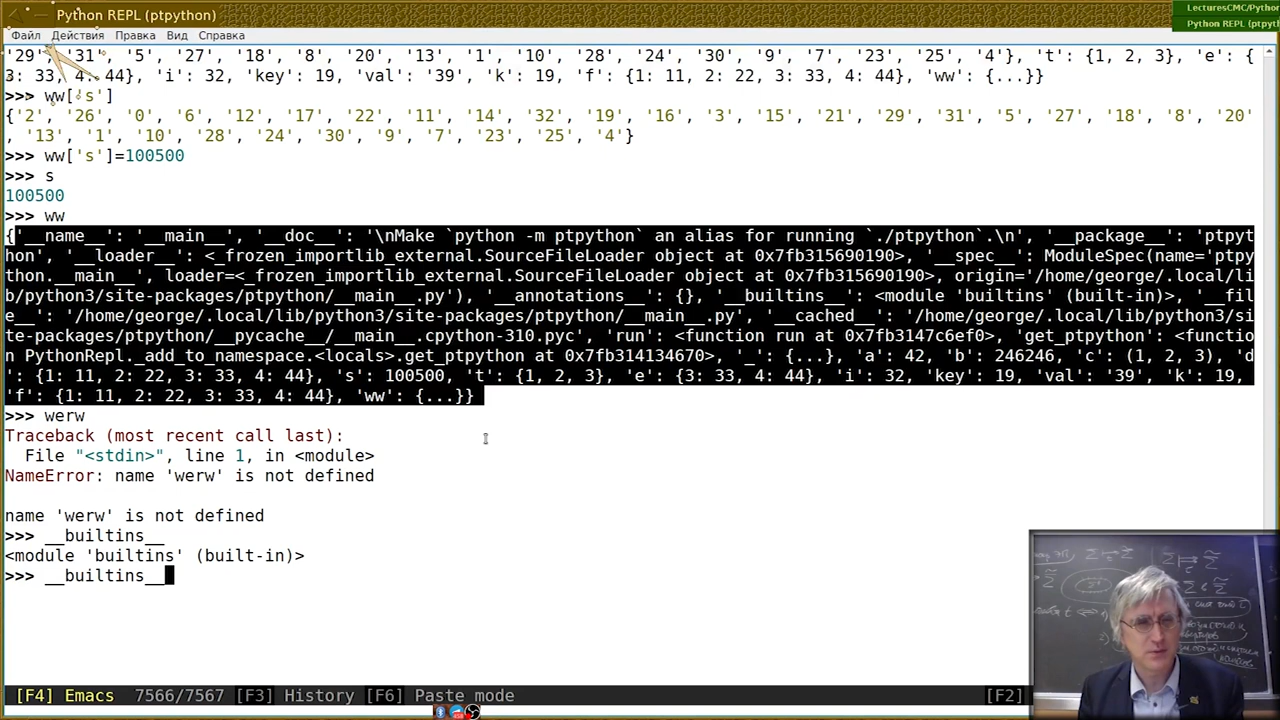 Python REPL (ptpython)
LecturesCMC/Python
Python REPL (ptpyth
Файл Действия Правка Вид Справка
'29', '31', '5', '27', '18', '8', '20', '13', '1', '10', '28', '24', '30', '9', '7', '23', '25', '4'}, 't': {1, 2, 3}, 'e': {
3: 33, 4: 44}, 'i': 32, 'key': 19, 'val': '39', 'k': 19, 'f': {1: 11, 2: 22, 3: 33, 4: 44}, 'ww': {...}}
>>> ww['s']
{'2', '26', '0', '6', '12', '17', '22', '11', '14', '32', '19', '16', '3', '15', '21', '29', '31', '5', '27', '18', '8', '20'
, '13', '1', '10', '28', '24', '30', '9', '7', '23', '25', '4'}
>>> ww['s']=100500
>>> s
100500
>>> ww
{'__name__': '__main__', '__doc__': '\nMake `python -m ptpython` an alias for running `./ptpython`.\n', '__package__': 'ptpyt
hon', '__loader__': <_frozen_importlib_external.SourceFileLoader object at 0x7fb315690190>, '__spec__': ModuleSpec(name='ptpy
thon.__main__', loader=<_frozen_importlib_external.SourceFileLoader object at 0x7fb315690190>, origin='/home/george/.local/li
b/python3/site-packages/ptpython/__main__.py'), '__annotations__': {}, '__builtins__': <module 'builtins' (built-in)>, '__fil
e__': '/home/george/.local/lib/python3/site-packages/ptpython/__main__.py', '__cached__': '/home/george/.local/lib/python3/si
te-packages/ptpython/__pycache__/__main__.cpython-310.pyc', 'run': <function run at 0x7fb3147c6ef0>, 'get_ptpython': <functio
n PythonRepl._add_to_namespace.<locals>.get_ptpython at 0x7fb314134670>, '_': {...}, 'a': 42, 'b': 246246, 'c': (1, 2, 3), 'd
': {1: 11, 2: 22, 3: 33, 4: 44}, 's': 100500, 't': {1, 2, 3}, 'e': {3: 33, 4: 44}, 'i': 32, 'key': 19, 'val': '39', 'k': 19,
'f': {1: 11, 2: 22, 3: 33, 4: 44}, 'ww': {...}}
>>> werw
Traceback (most recent call last):
File "<stdin>", line 1, in <module>
NameError: name 'werw' is not defined
name 'werw' is not defined
>>> __builtins__
<module 'builtins' (built-in)>
>>> __builtins__
[F4] Emacs 7566/7567 [F3] History [F6] Paste mode [F2]